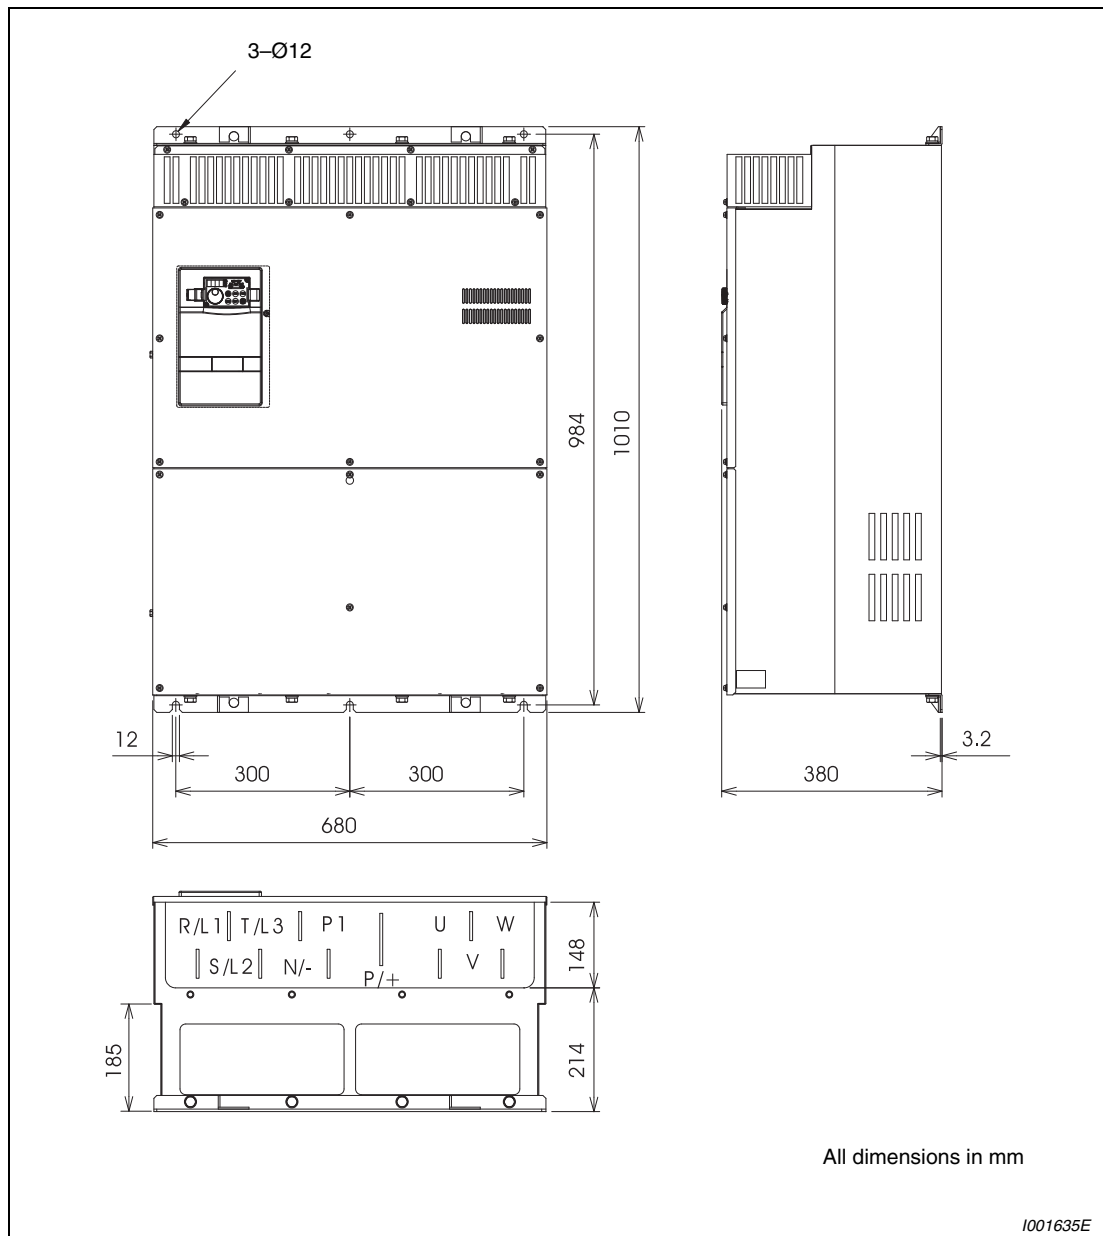 3–Ø12
984
1010
12
300
300
3.2
380
680
R/L1
T/L3
P1
U
W
S/L2
N/-
P/+
V
148
185
214
All dimensions in mm
I001635E